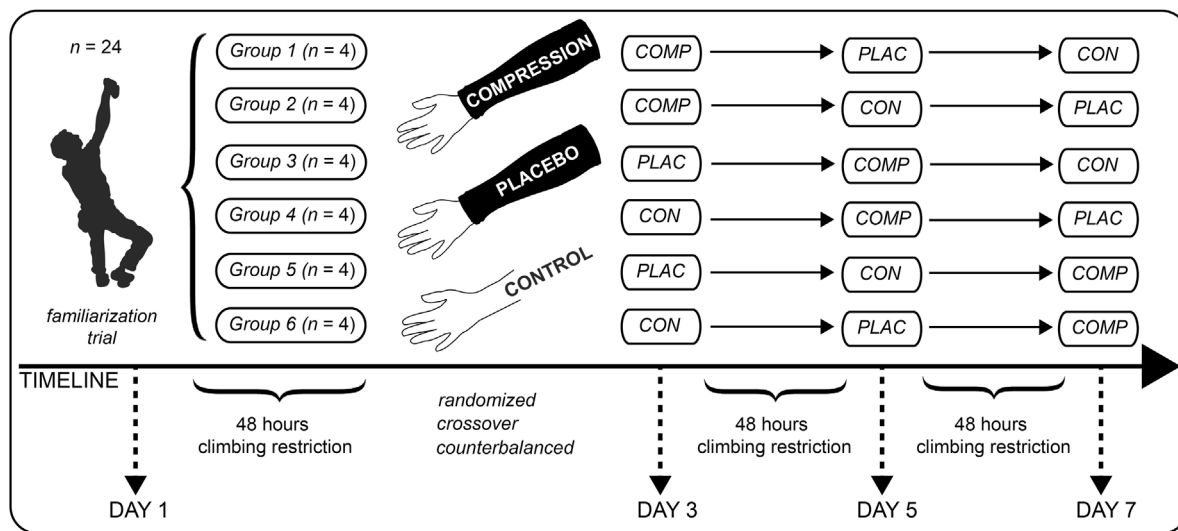 n = 24
familiarization
trial
Group 1 (n = 4)
Group 2 (n = 4)
Group 3 (n = 4)
Group 4 (n = 4)
Group 5 (n = 4)
Group 6 (n = 4)
COMPRESSION
PLACEBO
CONTROL
COMP PLAC CON
COMP CON PLAC
PLAC COMP CON
CON COMP PLAC
PLAC CON COMP
CON PLAC COMP
TIMELINE
48 hours
climbing restriction
randomized
crossover
counterbalanced
48 hours
climbing restriction
48 hours
climbing restriction
DAY 1 DAY 3 DAY 5 DAY 7